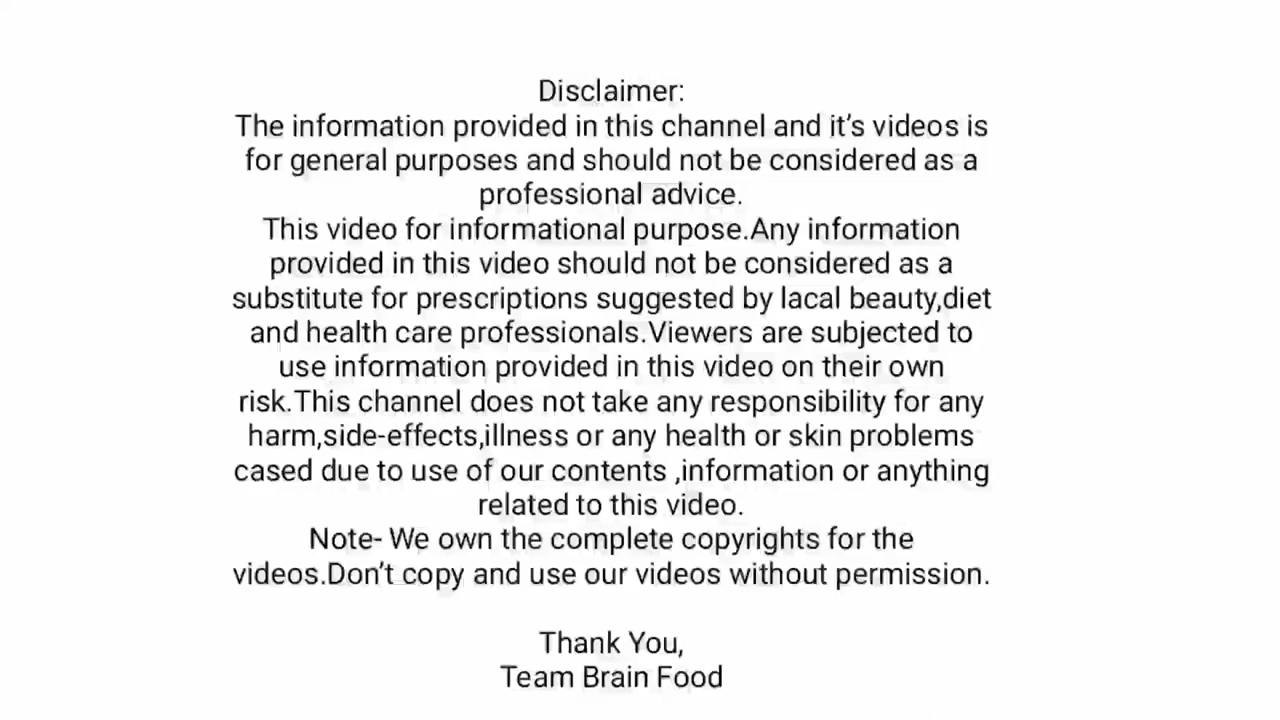 Disclaimer:
The information provided in this channel and it's videos is
for general purposes and should not be considered as a
professional advice.
This video for informational purpose.Any information
provided in this video should not be considered as a
substitute for prescriptions suggested by lacal beauty,diet
and health care professionals.Viewers are subjected to
use information provided in this video on their own
risk.This channel does not take any responsibility for any
harm,side-effects,illness or any health or skin problems
cased due to use of our contents ,information or anything
related to this video.
Note- We own the complete copyrights for the
videos.Don't copy and use our videos without permission.
Thank You,
Team Brain Food